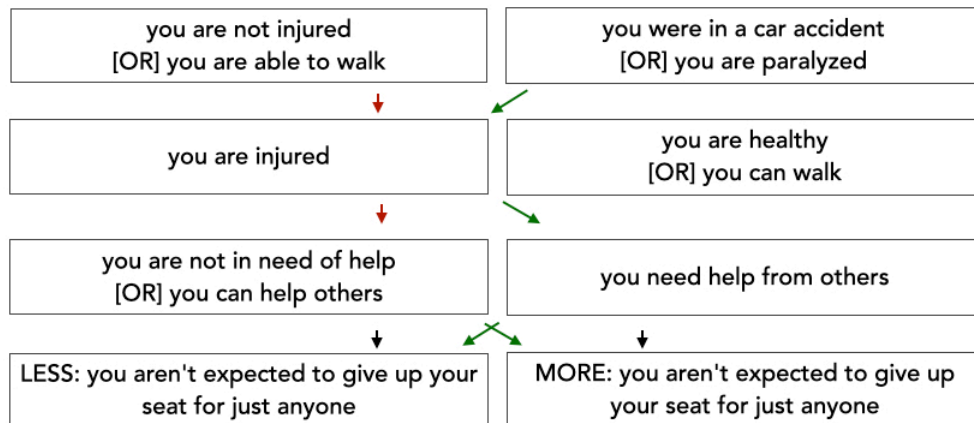 you are not injured
[OR] you are able to walk
you were in a car accident
[OR] you are paralyzed
you are injured
you are healthy
[OR] you can walk
you are not in need of help
[OR] you can help others
you need help from others
LESS: you aren't expected to give up your
seat for just anyone
MORE: you aren't expected to give up
your seat for just anyone